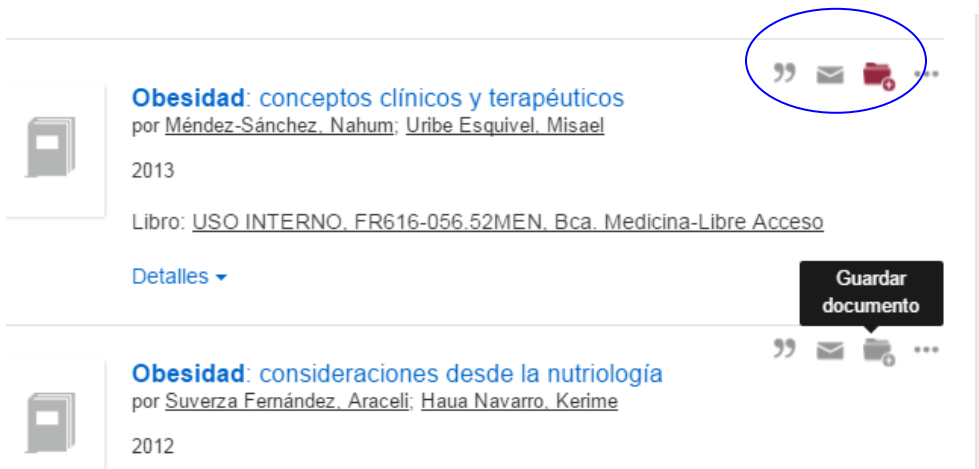 Obesidad: conceptos clínicos y terapéuticos
por Méndez-Sánchez, Nahum; Uribe Esquivel, Misael
2013
Libro: USO INTERNO, FR616-056.52MEN, Bca. Medicina-Libre Acceso
Detalles
Guardar
documento
Obesidad: consideraciones desde la nutriología
por Suverza Fernández, Araceli; Haua Navarro, Kerime
2012